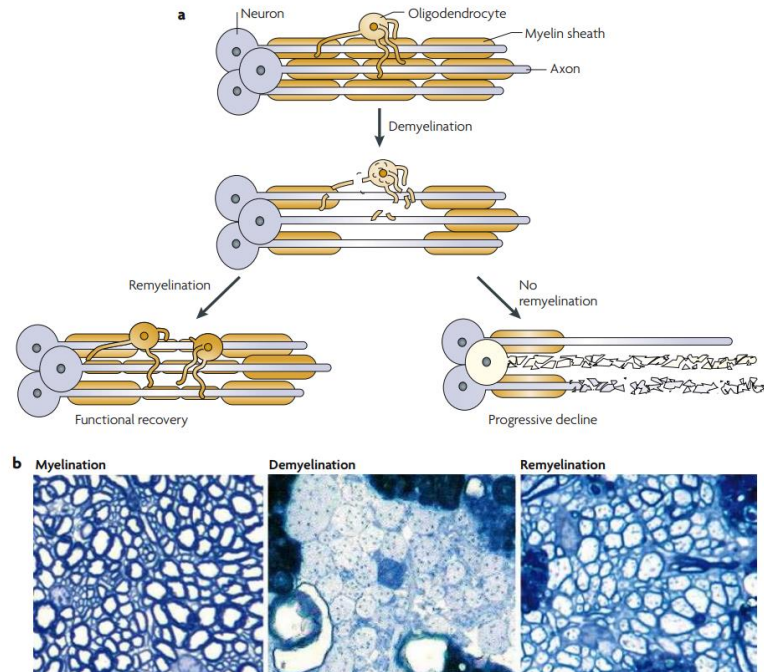 a
Neuron
Oligodendrocyte
Myelin sheath
Axon
Demyelination
Remyelination
No
remyelination
Functional recovery
Progressive decline
b
Myelination
Demyelination
Remyelination